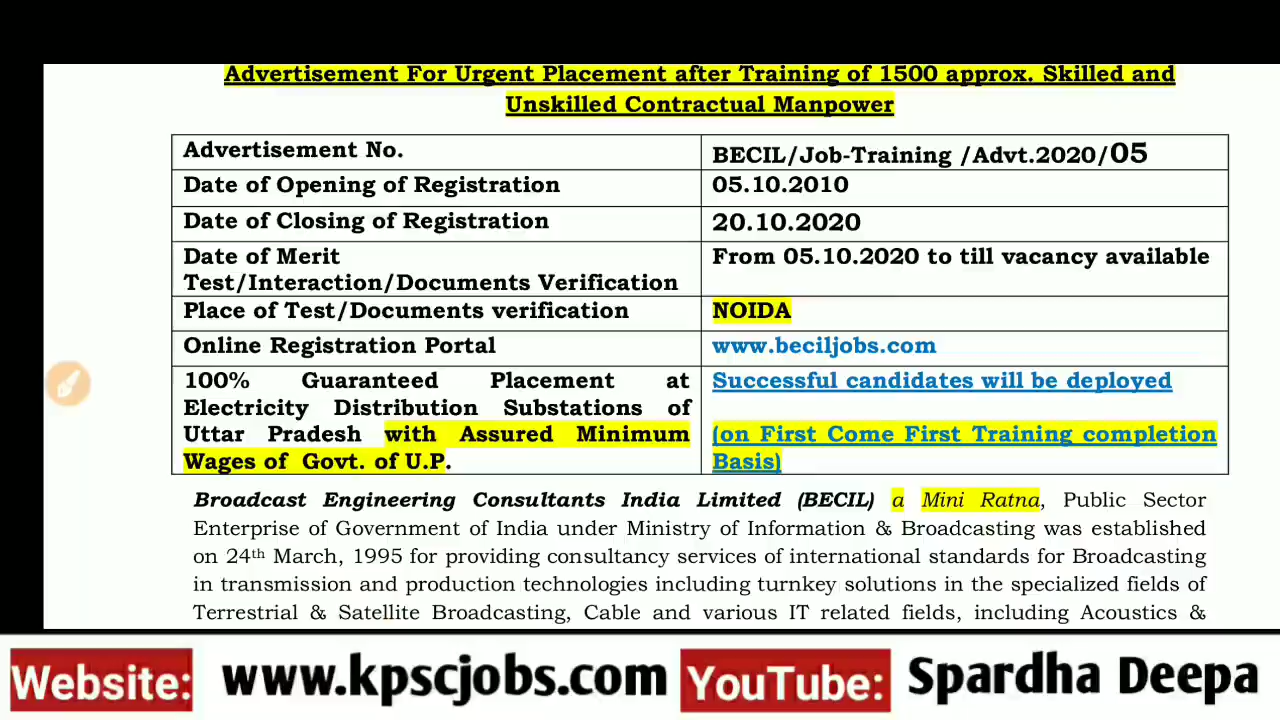 Advertisement For Urgent Placement after Training of 1500 approx. Skilled and
Unskilled Contractual Manpower
Advertisement No.
BECIL/Job-Training /Advt.2020/05
Date of Opening of Registration
05.10.2010
Date of Closing of Registration
20.10.2020
Date of Merit
Test/Interaction/Documents Verification
From 05.10.2020 to till vacancy available
Place of Test/Documents verification
NOIDA
Online Registration Portal
www.beciljobs.com
100% Guaranteed Placement at
Electricity Distribution Substations of
Uttar Pradesh with Assured Minimum
Wages of Govt. of U.P.
Successful candidates will be deployed
(on First Come First Training completion
Basis)
Broadcast Engineering Consultants India Limited (BECIL) a Mini Ratna, Public Sector
Enterprise of Government of India under Ministry of Information & Broadcasting was established
on 24th March, 1995 for providing consultancy services of international standards for Broadcasting
in transmission and production technologies including turnkey solutions in the specialized fields of
Terrestrial & Satellite Broadcasting, Cable and various IT related fields, including Acoustics &
Website: www.kpscjobs.com YouTube: Spardha Deepa